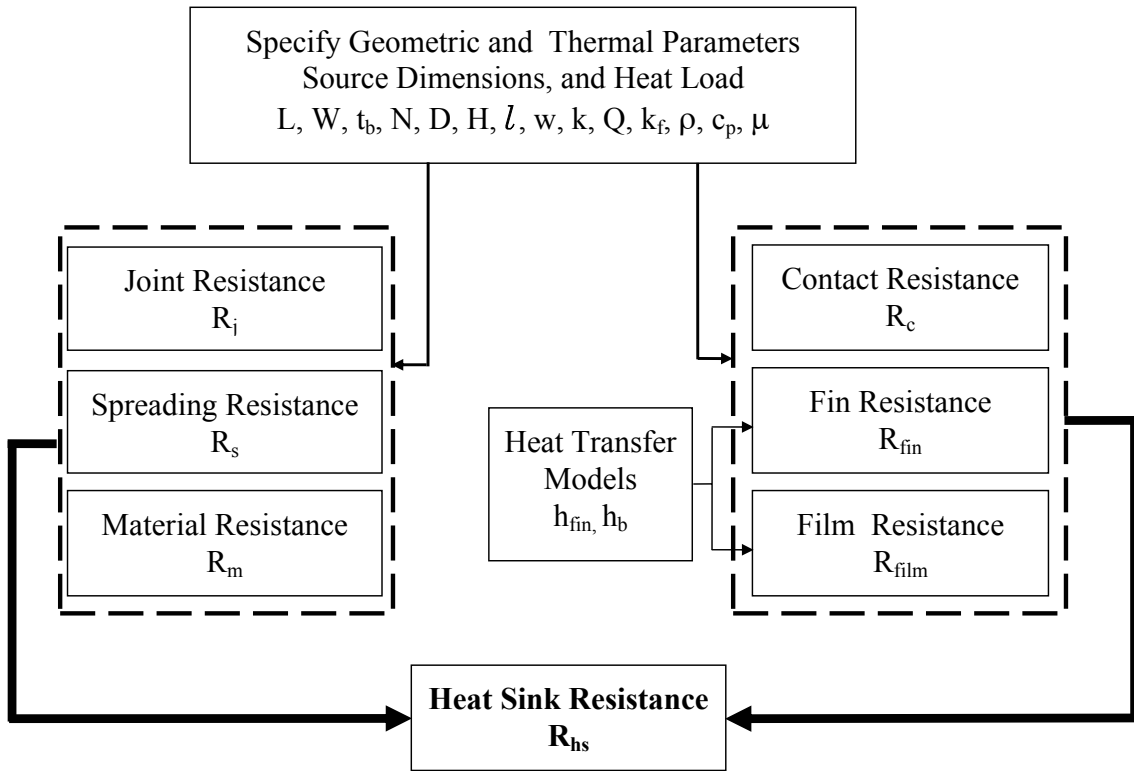 Specify Geometric and Thermal Parameters
Source Dimensions, and Heat Load
L, W, t_b, N, D, H, l, w, k, Q, k_f, ρ, c_p, μ
Joint Resistance
R_j
Spreading Resistance
R_s
Material Resistance
R_m
Heat Transfer
Models
h_fin, h_b
Contact Resistance
R_c
Fin Resistance
R_fin
Film Resistance
R_film
Heat Sink Resistance
R_hs